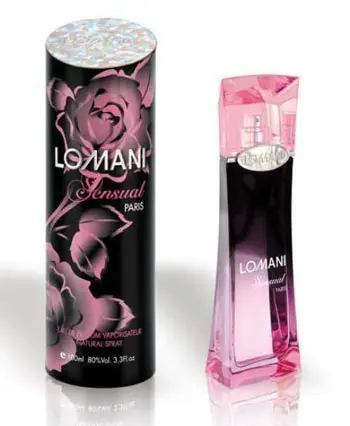 LOMANI
Sensual
PARIS
EAU DE PARFUM VAPORISATEUR
NATURAL SPRAY
e 100ml 80%Vol. 3,3Fl.oz
LOMANI
LOMANI
Sensual
PARIS